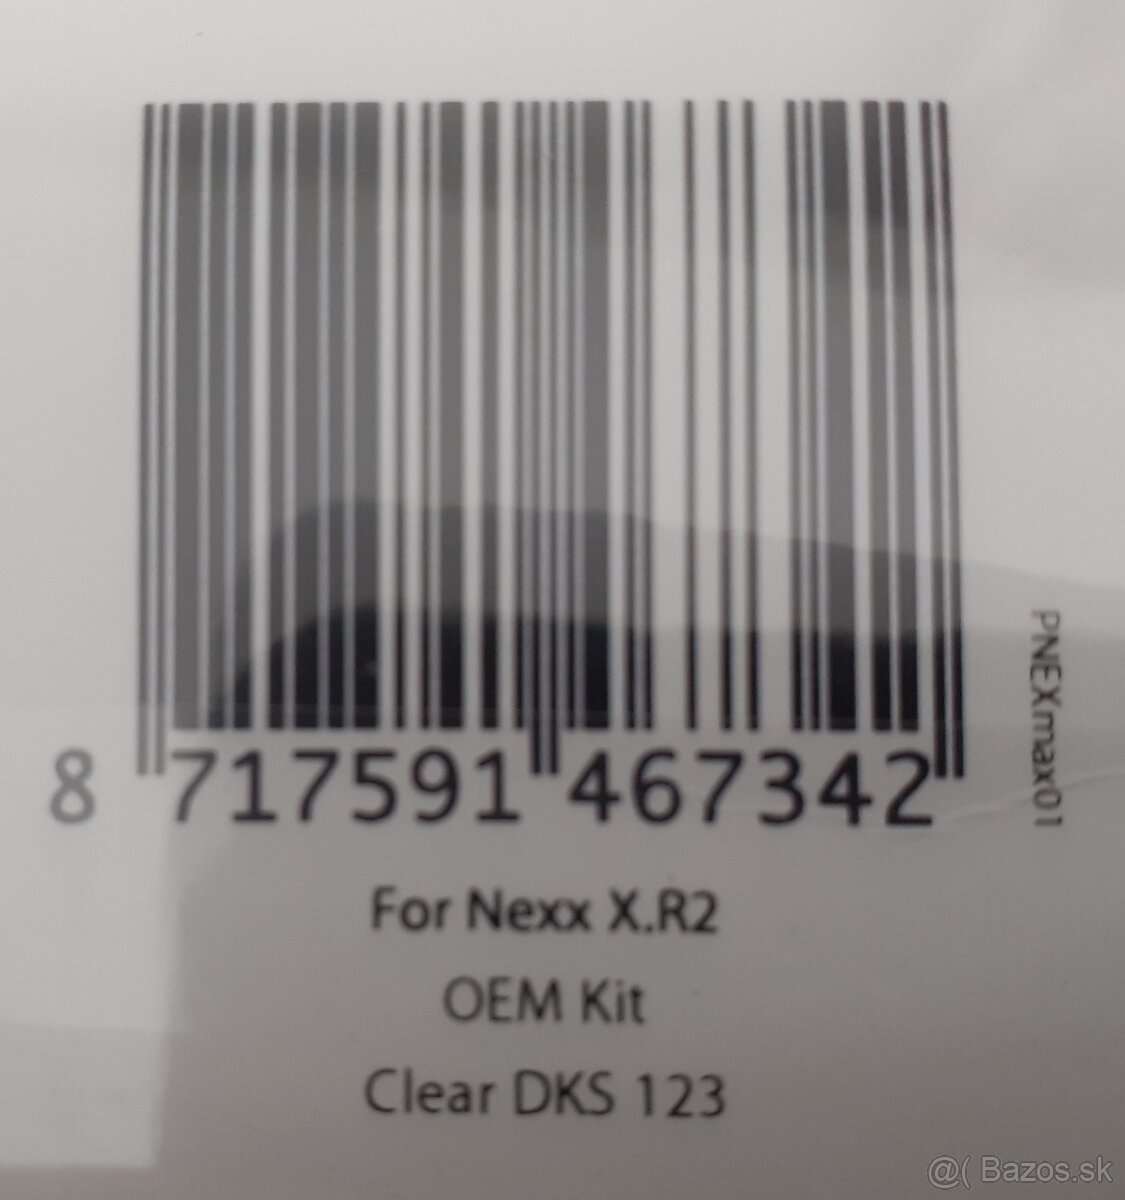 8 717591 467342
PNEXmax01
For Nexx X.R2
OEM Kit
Clear DKS 123
@( Bazos.sk